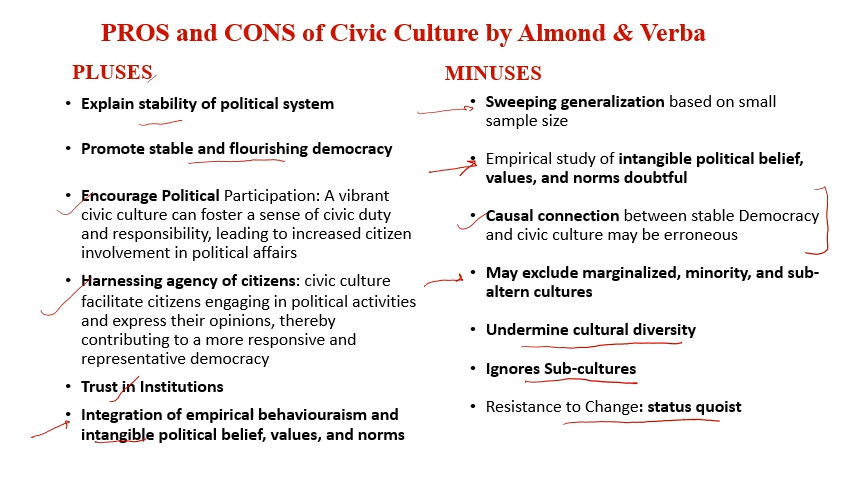 PROS and CONS of Civic Culture by Almond & Verba
PLUSES
• Explain stability of political system
• Promote stable and flourishing democracy
• Encourage Political Participation: A vibrant
civic culture can foster a sense of civic duty
and responsibility, leading to increased citizen
involvement in political affairs
• Harnessing agency of citizens: civic culture
facilitate citizens engaging in political activities
and express their opinions, thereby
contributing to a more responsive and
representative democracy
• Trust in Institutions
• Integration of empirical behaviouraism and
intangible political belief, values, and norms
MINUSES
• Sweeping generalization based on small
sample size
• Empirical study of intangible political belief,
values, and norms doubtful
• Causal connection between stable Democracy
and civic culture may be erroneous
• May exclude marginalized, minority, and sub-
altern cultures
• Undermine cultural diversity
• Ignores Sub-cultures
• Resistance to Change: status quoist